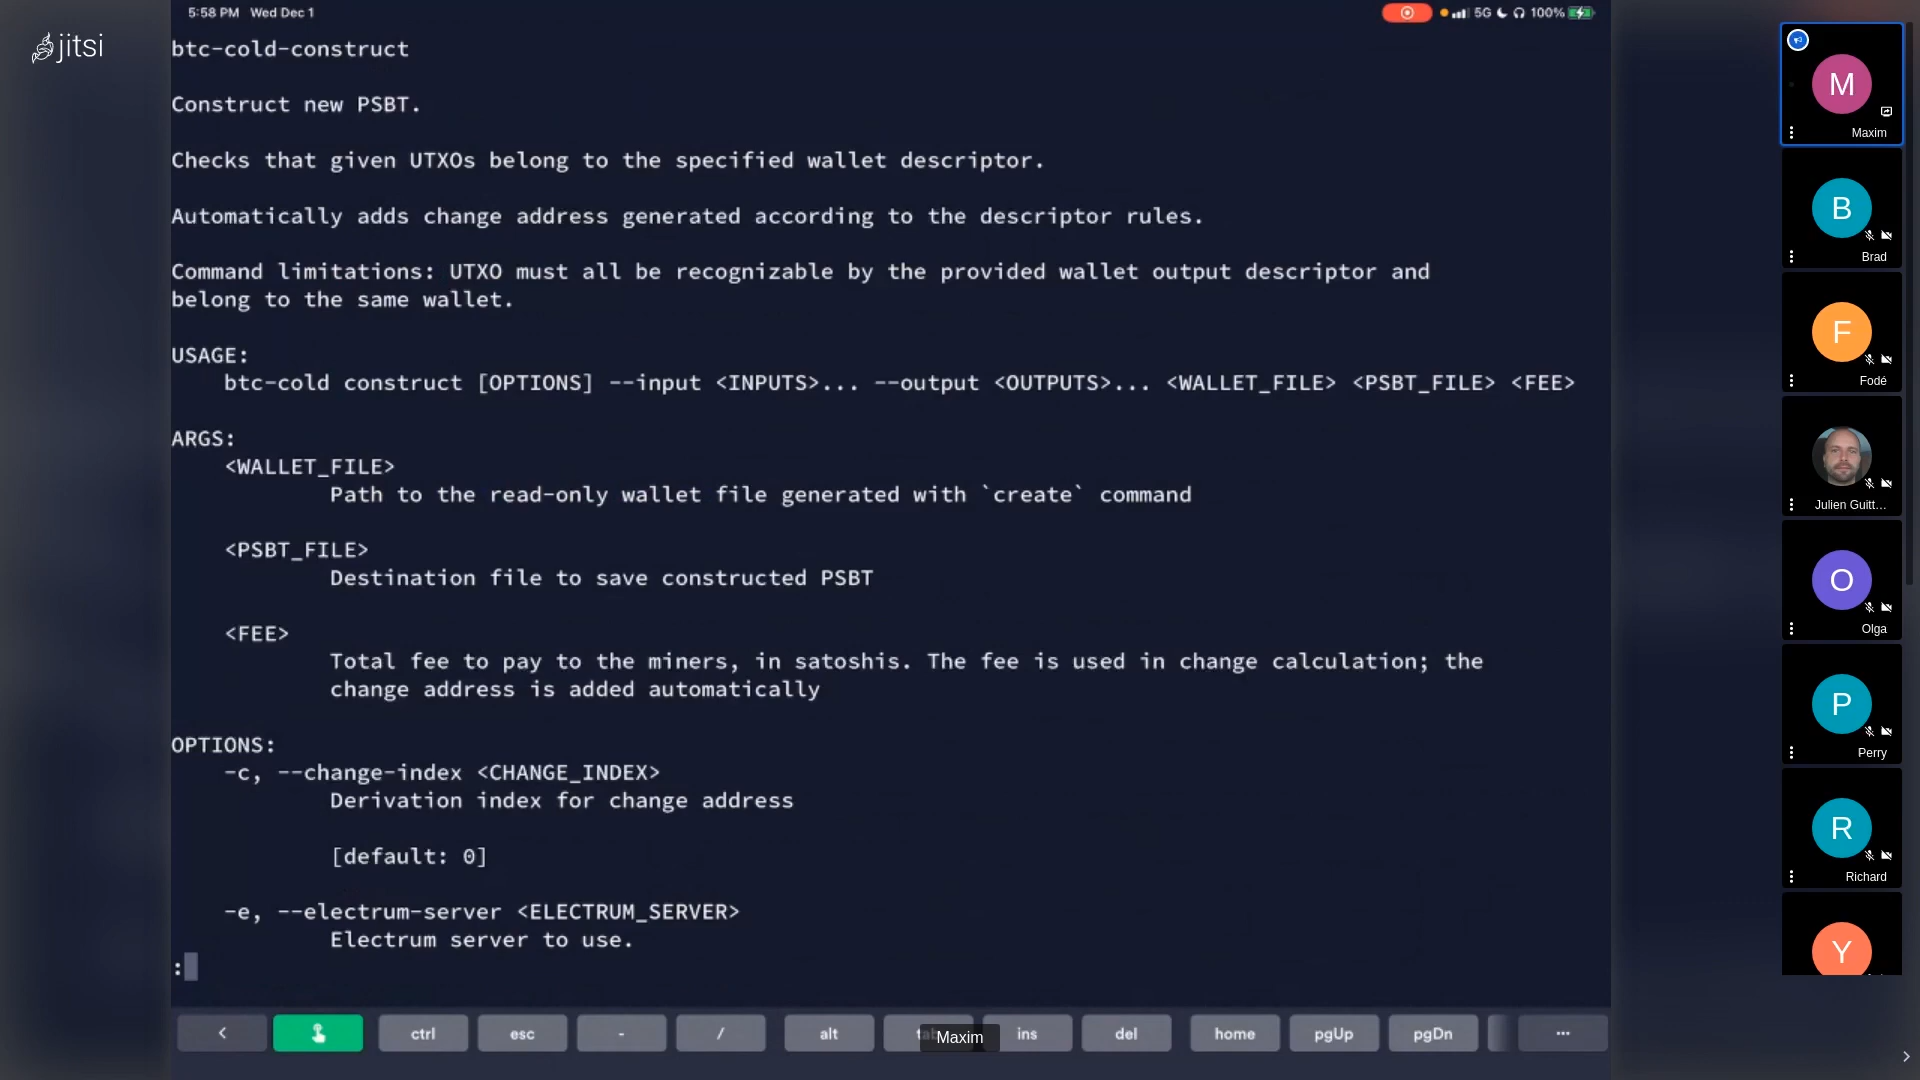 5:58 PM Wed Dec 1
5G 100%
jitsi
btc-cold-construct
Construct new PSBT.
Checks that given UTXOs belong to the specified wallet descriptor.
Automatically adds change address generated according to the descriptor rules.
Command limitations: UTXO must all be recognizable by the provided wallet output descriptor and
belong to the same wallet.
USAGE:
btc-cold construct [OPTIONS] --input <INPUTS>... --output <OUTPUTS>... <WALLET_FILE> <PSBT_FILE> <FEE>
ARGS:
<WALLET_FILE>
Path to the read-only wallet file generated with `create` command
<PSBT_FILE>
Destination file to save constructed PSBT
<FEE>
Total fee to pay to the miners, in satoshis. The fee is used in change calculation; the
change address is added automatically
OPTIONS:
-c, --change-index <CHANGE_INDEX>
Derivation index for change address
[default: 0]
-e, --electrum-server <ELECTRUM_SERVER>
Electrum server to use.
:
< ctrl esc - / alt ins del home pgUp pgDn ...
Maxim
M
Maxim
B
Brad
F
Fodé
Julien Guitt...
O
Olga
P
Perry
R
Richard
Y